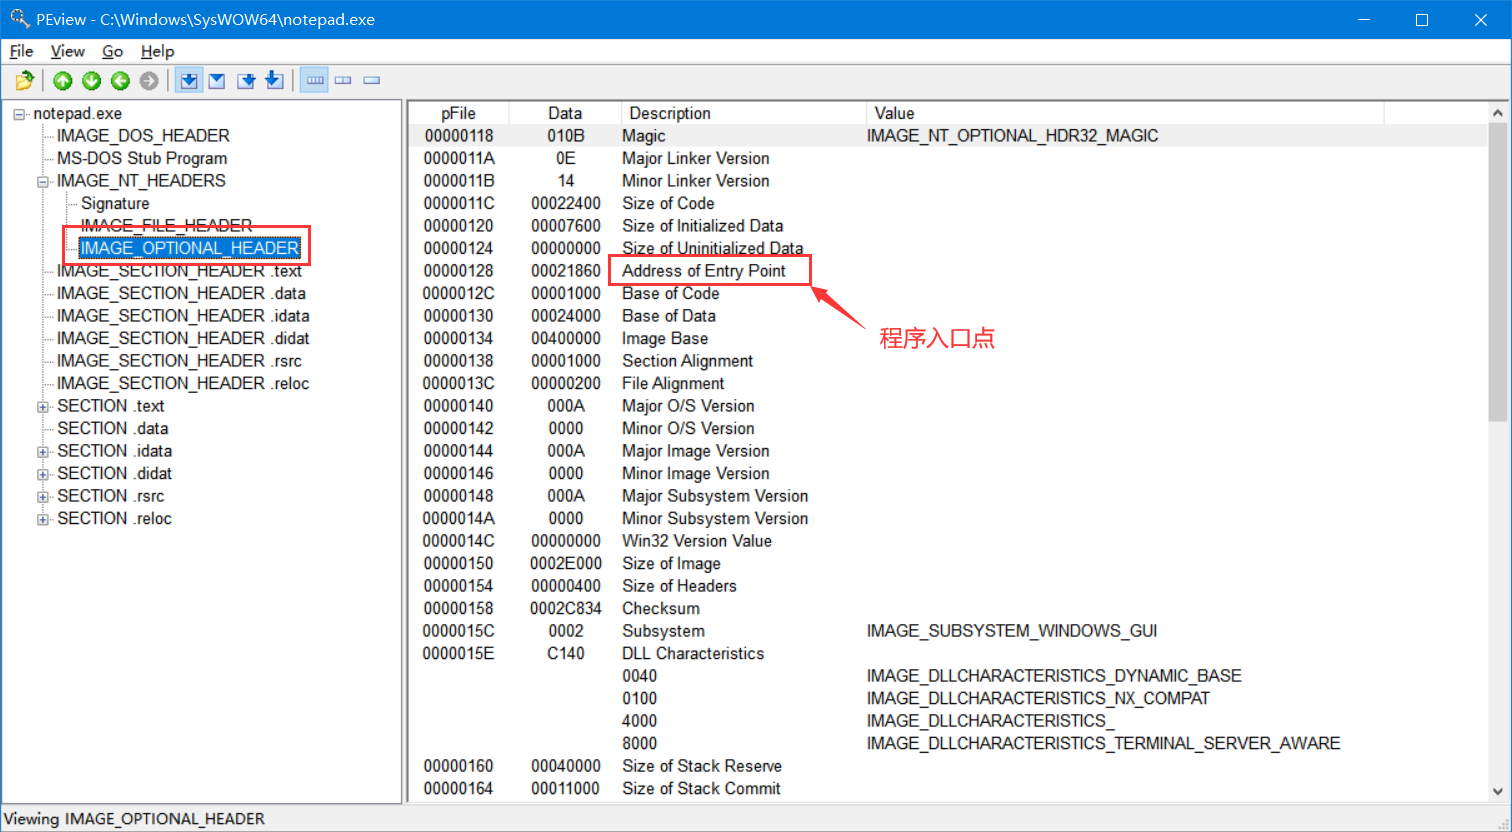 PEview - C:\Windows\SysWOW64\notepad.exe
File View Go Help
notepad.exe
IMAGE_DOS_HEADER
MS-DOS Stub Program
IMAGE_NT_HEADERS
Signature
IMAGE_FILE_HEADER
IMAGE_OPTIONAL_HEADER
IMAGE_SECTION_HEADER .text
IMAGE_SECTION_HEADER .data
IMAGE_SECTION_HEADER .idata
IMAGE_SECTION_HEADER .didat
IMAGE_SECTION_HEADER .rsrc
IMAGE_SECTION_HEADER .reloc
SECTION .text
SECTION .data
SECTION .idata
SECTION .didat
SECTION .rsrc
SECTION .reloc
pFile Data Description Value
00000118 010B Magic IMAGE_NT_OPTIONAL_HDR32_MAGIC
0000011A 0E Major Linker Version
0000011B 14 Minor Linker Version
0000011C 00022400 Size of Code
00000120 00007600 Size of Initialized Data
00000124 00000000 Size of Uninitialized Data
00000128 00021860 Address of Entry Point
0000012C 00001000 Base of Code
00000130 00024000 Base of Data
程序入口点
00000134 00400000 Image Base
00000138 00001000 Section Alignment
0000013C 00000200 File Alignment
00000140 000A Major O/S Version
00000142 0000 Minor O/S Version
00000144 000A Major Image Version
00000146 0000 Minor Image Version
00000148 000A Major Subsystem Version
0000014A 0000 Minor Subsystem Version
0000014C 00000000 Win32 Version Value
00000150 0002E000 Size of Image
00000154 00000400 Size of Headers
00000158 0002C834 Checksum
0000015C 0002 Subsystem IMAGE_SUBSYSTEM_WINDOWS_GUI
0000015E C140 DLL Characteristics
0040 IMAGE_DLLCHARACTERISTICS_DYNAMIC_BASE
0100 IMAGE_DLLCHARACTERISTICS_NX_COMPAT
4000 IMAGE_DLLCHARACTERISTICS_
8000 IMAGE_DLLCHARACTERISTICS_TERMINAL_SERVER_AWARE
00000160 00040000 Size of Stack Reserve
00000164 00011000 Size of Stack Commit
Viewing IMAGE_OPTIONAL_HEADER